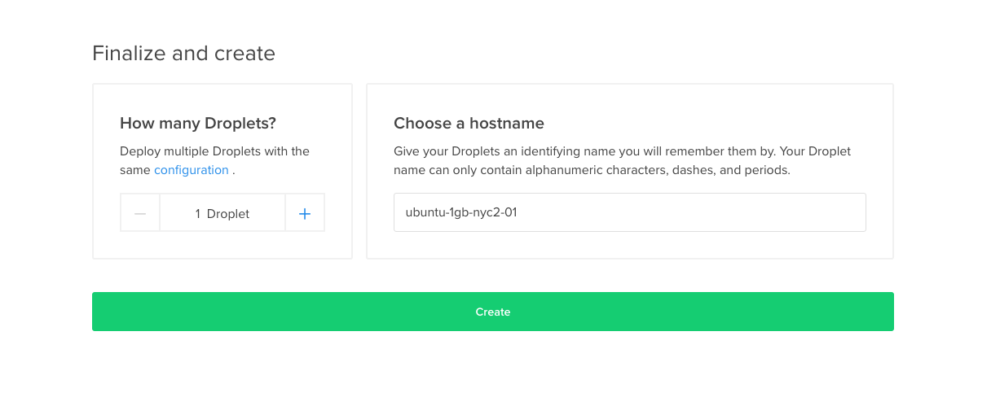 Finalize and create
How many Droplets?
Deploy multiple Droplets with the
same configuration .
1 Droplet
Choose a hostname
Give your Droplets an identifying name you will remember them by. Your Droplet
name can only contain alphanumeric characters, dashes, and periods.
ubuntu-1gb-nyc2-01
Create